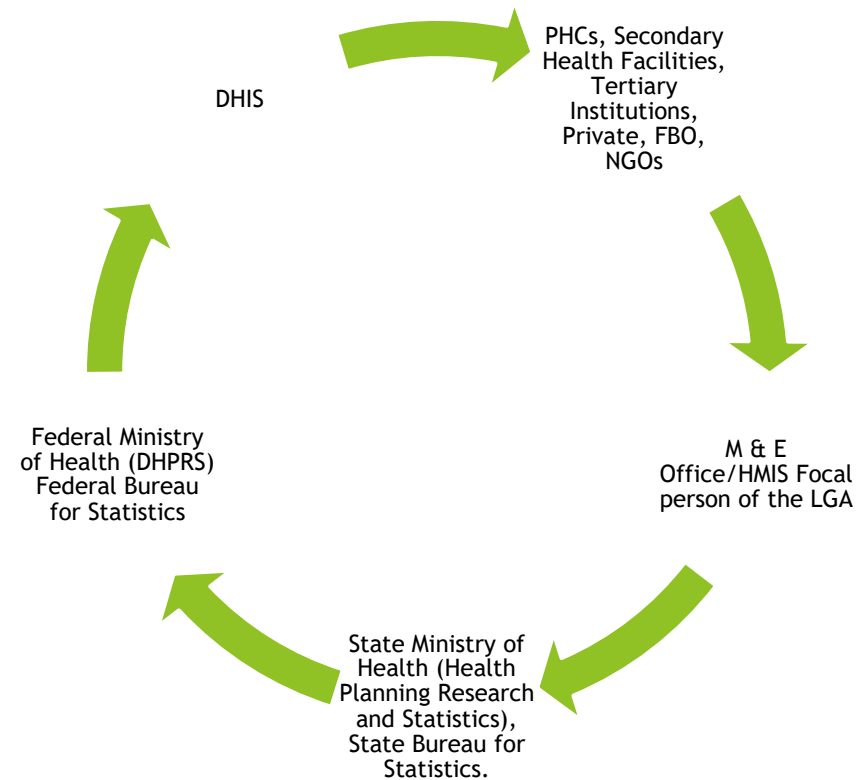 DHIS
PHCs, Secondary
Health Facilities,
Tertiary
Institutions,
Private, FBO,
NGOs
M & E
Office/HMIS Focal
person of the LGA
State Ministry of
Health (Health
Planning Research
and Statistics),
State Bureau for
Statistics.
Federal Ministry
of Health (DHPRS)
Federal Bureau
for Statistics